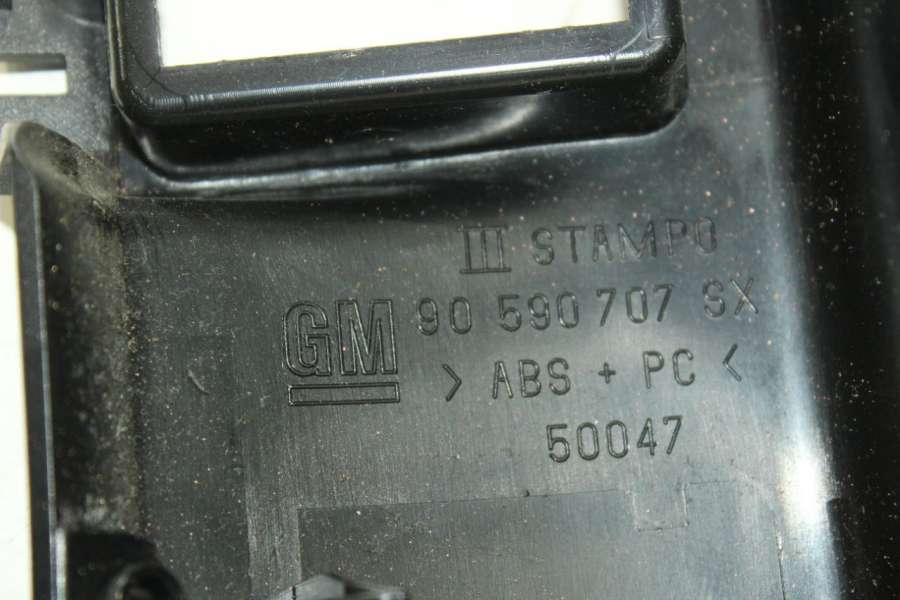 III STAMPO
GM 90 590 707 SX
> ABS + PC <
50047